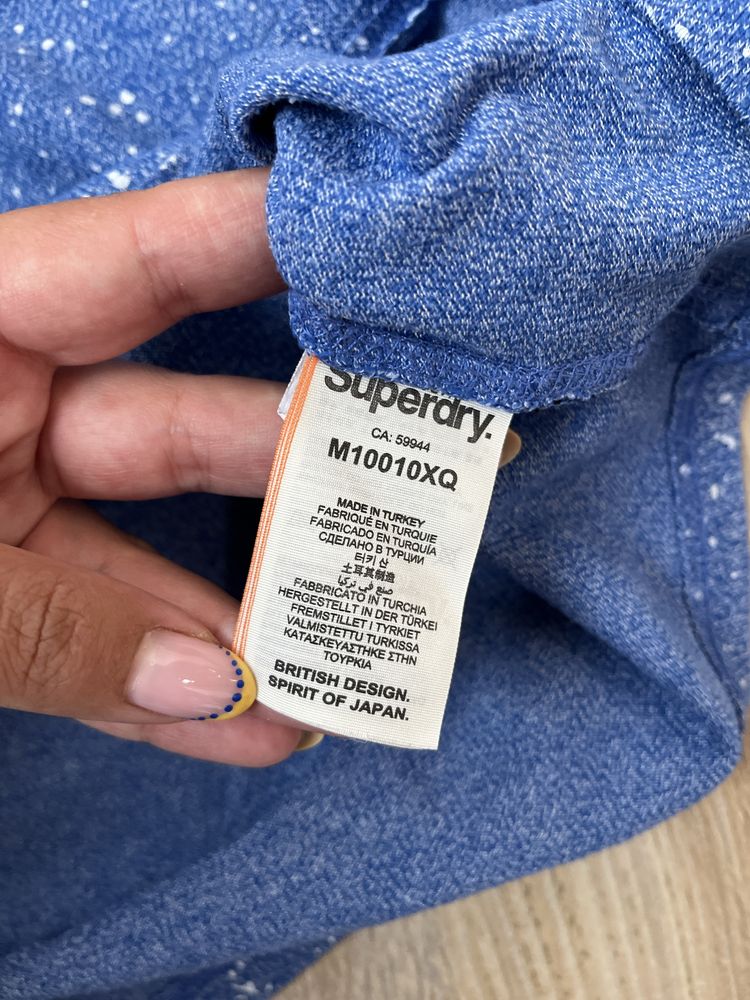 Superdry.
CA: 59944
M10010XQ
MADE IN TURKEY
FABRIQUÉ EN TURQUIE
FABRICADO EN TURQUÍA
СДЕЛАНО В ТУРЦИИ
터키 산
土耳其制造
صنع في تركيا
FABBRICATO IN TURCHIA
HERGESTELLT IN DER TÜRKEI
FREMSTILLET I TYRKIET
VALMISTETTU TURKISSA
ΚΑΤΑΣΚΕΥΑΣΤΗΚΕ ΣΤΗΝ
ΤΟΥΡΚΙΑ
BRITISH DESIGN.
SPIRIT OF JAPAN.